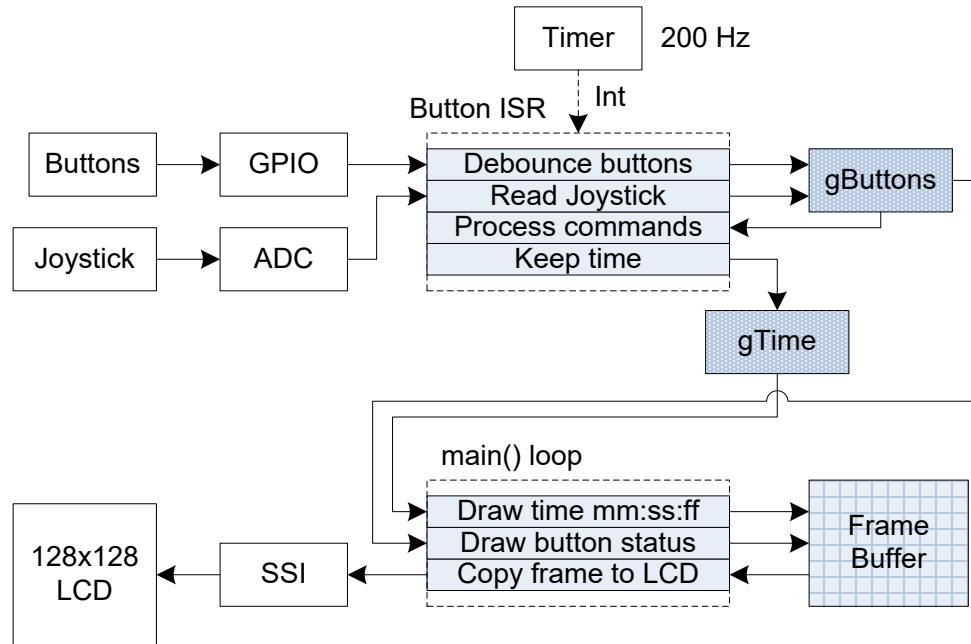 Timer
200 Hz
Int
Button ISR
Buttons
GPIO
Debounce buttons
gButtons
Read Joystick
Process commands
Joystick
ADC
Keep time
gTime
main() loop
Draw time mm:ss:ff
Frame
Buffer
128x128
LCD
SSI
Draw button status
Copy frame to LCD